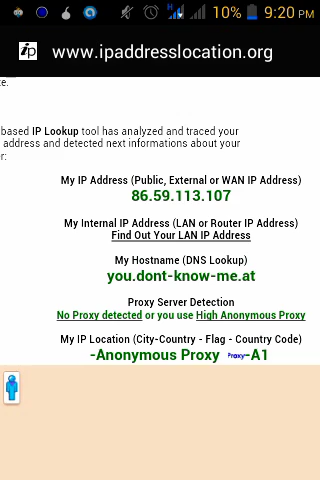 H
10% 9:20 PM
ip www.ipaddresslocation.org
te.
based IP Lookup tool has analyzed and traced your
address and detected next informations about your
r:
My IP Address (Public, External or WAN IP Address)
86.59.113.107
My Internal IP Address (LAN or Router IP Address)
Find Out Your LAN IP Address
My Hostname (DNS Lookup)
you.dont-know-me.at
Proxy Server Detection
No Proxy detected or you use High Anonymous Proxy
My IP Location (City-Country - Flag - Country Code)
-Anonymous Proxy Proxy-A1